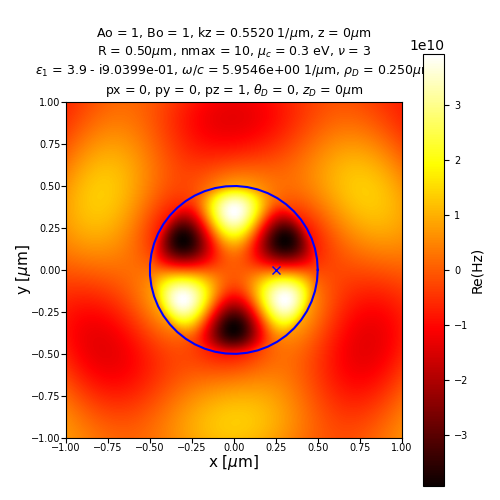 Ao = 1, Bo = 1, kz = 0.5520 1/μm, z = 0μm
R = 0.50μm, nmax = 10, μc = 0.3 eV, ν = 3
ε1 = 3.9 - i9.0399e-01, ω/c = 5.9546e+00 1/μm, ρD = 0.250μ
px = 0, py = 0, pz = 1, θD = 0, zD = 0μm
1e10
1.00
0.75
0.50
0.25
0.00
−0.25
−0.50
−0.75
−1.00
y [μm]
−1.00 −0.75 −0.50 −0.25 0.00 0.25 0.50 0.75 1.00
x [μm]
3
2
1
0
−1
−2
−3
Re(Hz)